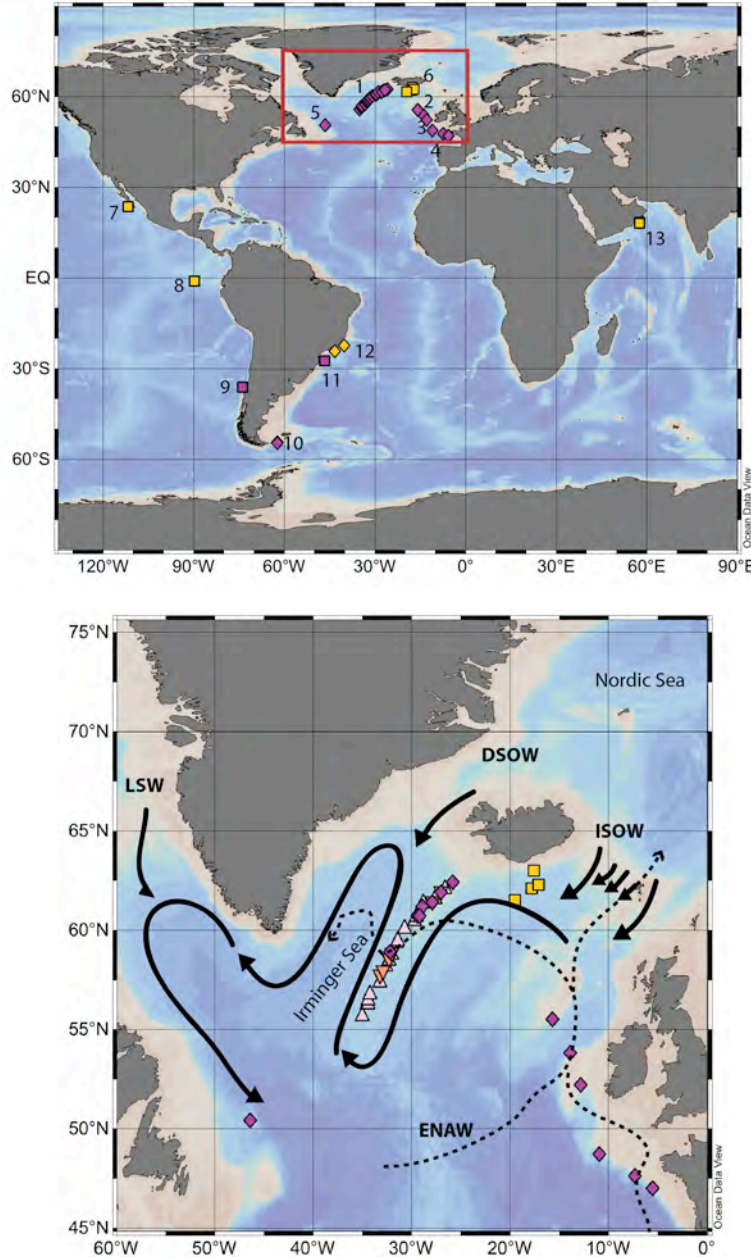 1
6
60°N
5
2
3
4
30°N
7
13
EQ
8
12
30°S
9
11
10
60°S
120°W 90°W 60°W 30°W 0°E 30°E 60°E 90°E
Ocean Data View
75°N
Nordic Sea
70°N
DSOW
LSW
65°N
ISOW
60°N
Irminger Sea
55°N
50°N
ENAW
45°N
60°W 50°W 40°W 30°W 20°W 10°W 0°
Ocean Data View